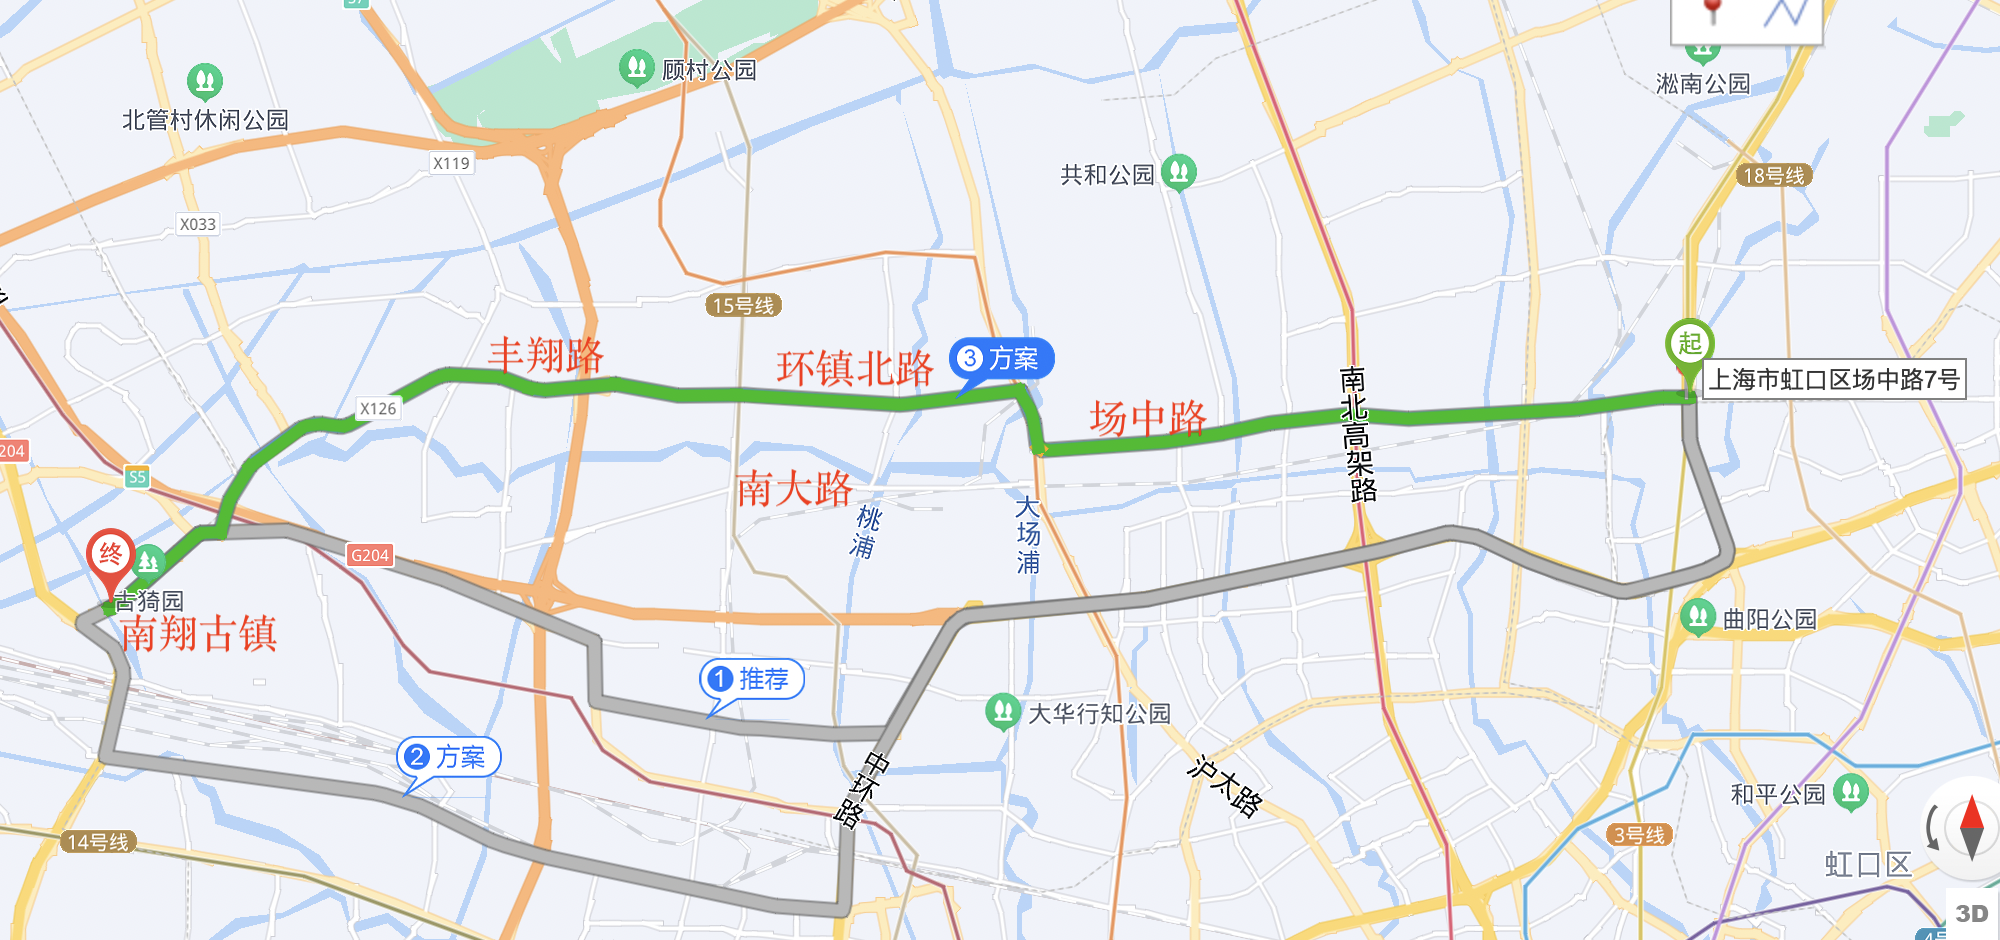 顾村公园
北管村休闲公园
淞南公园
X119
共和公园
18号线
X033
15号线
起
丰翔路
环镇北路
3 方案
上海市虹口区场中路7号
南北高架路
X126
场中路
204
S5
南大路
桃浦
大场浦
终
G204
古猗园
曲阳公园
南翔古镇
1 推荐
大华行知公园
2 方案
中环路
沪太路
和平公园
14号线
3号线
虹口区
3D